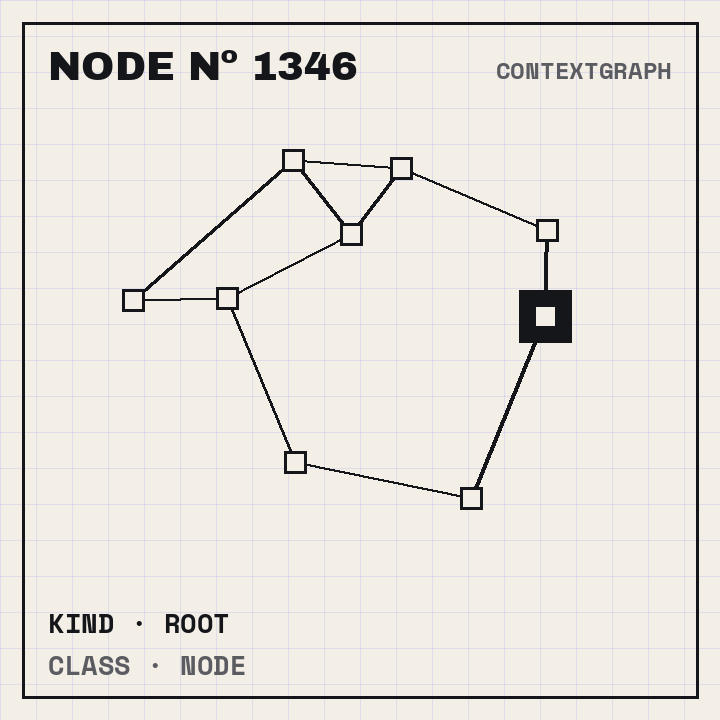 NODE Nº 1346
CONTEXTGRAPH
KIND · ROOT
CLASS · NODE